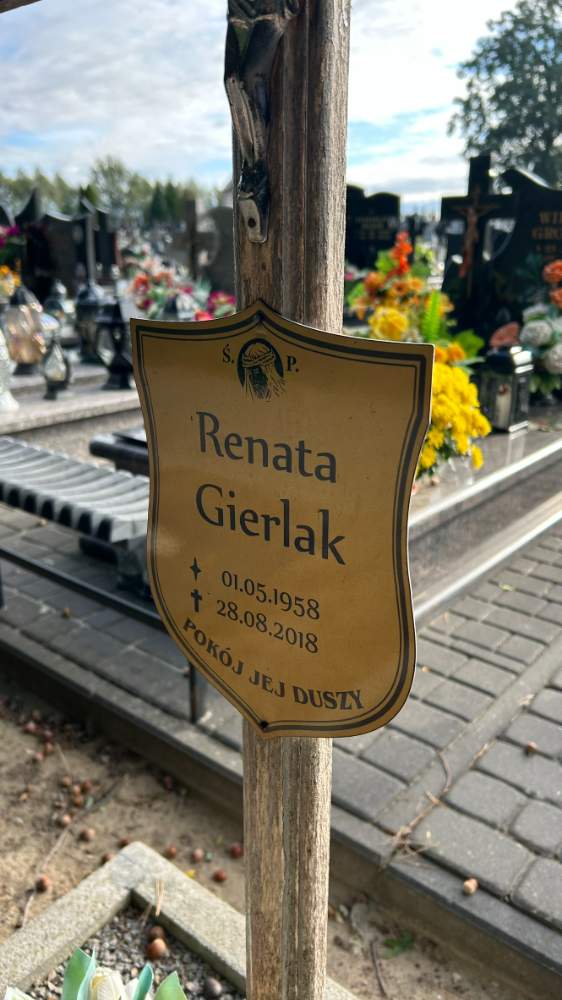 Ś. P.
Renata
Gierlak
01.05.1958
28.08.2018
POKÓJ JEJ DUSZY